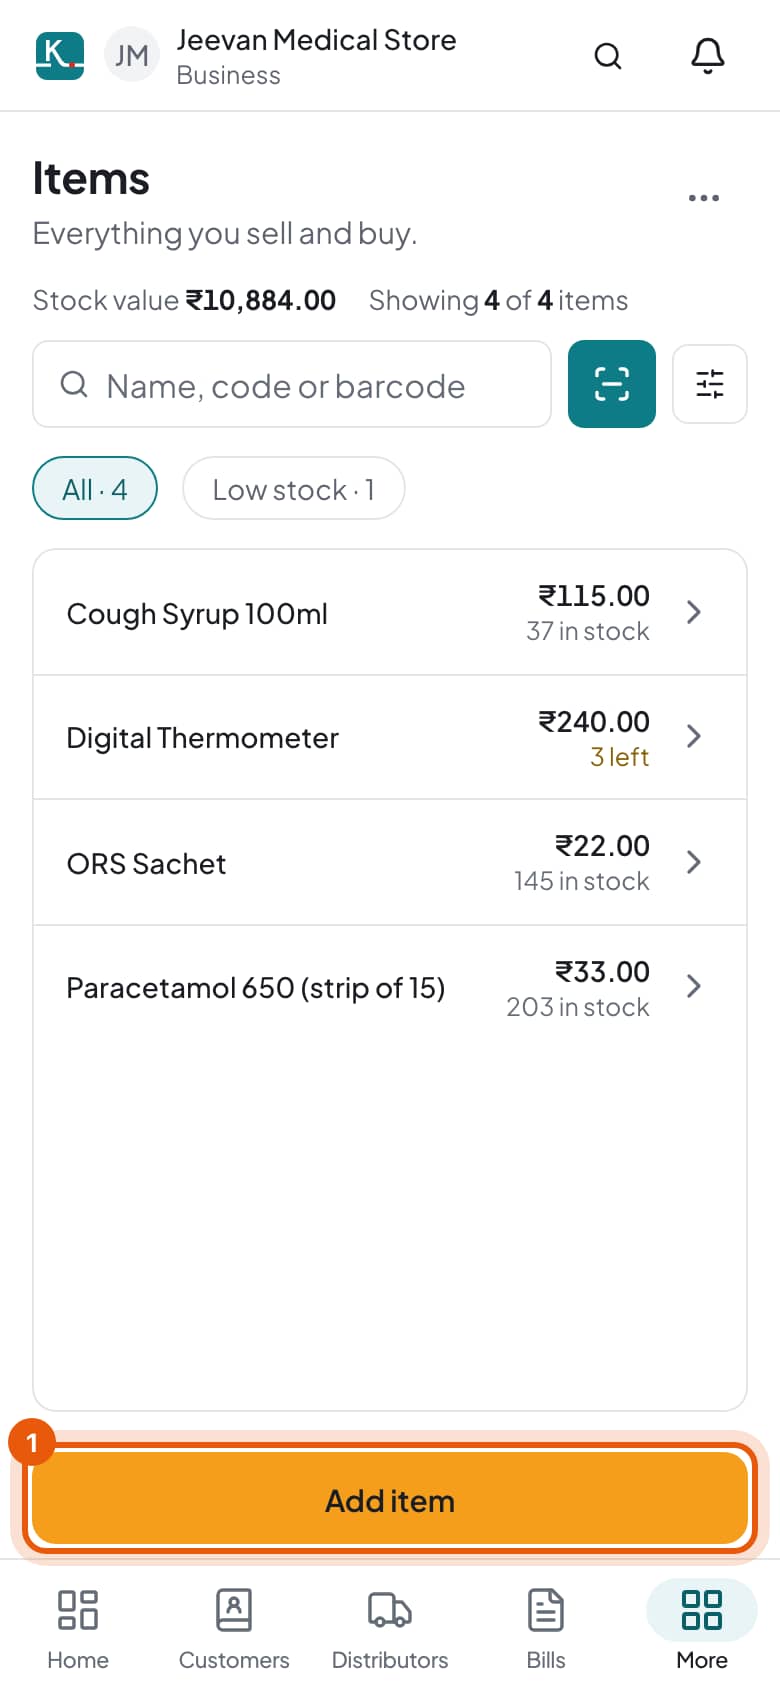 K.
JM
Jeevan Medical Store
Business
Items
Everything you sell and buy.
Stock value ₹10,884.00 Showing 4 of 4 items
Name, code or barcode
All · 4
Low stock · 1
Cough Syrup 100ml
₹115.00
37 in stock
Digital Thermometer
₹240.00
3 left
ORS Sachet
₹22.00
145 in stock
Paracetamol 650 (strip of 15)
₹33.00
203 in stock
1
Add item
Home
Customers
Distributors
Bills
More